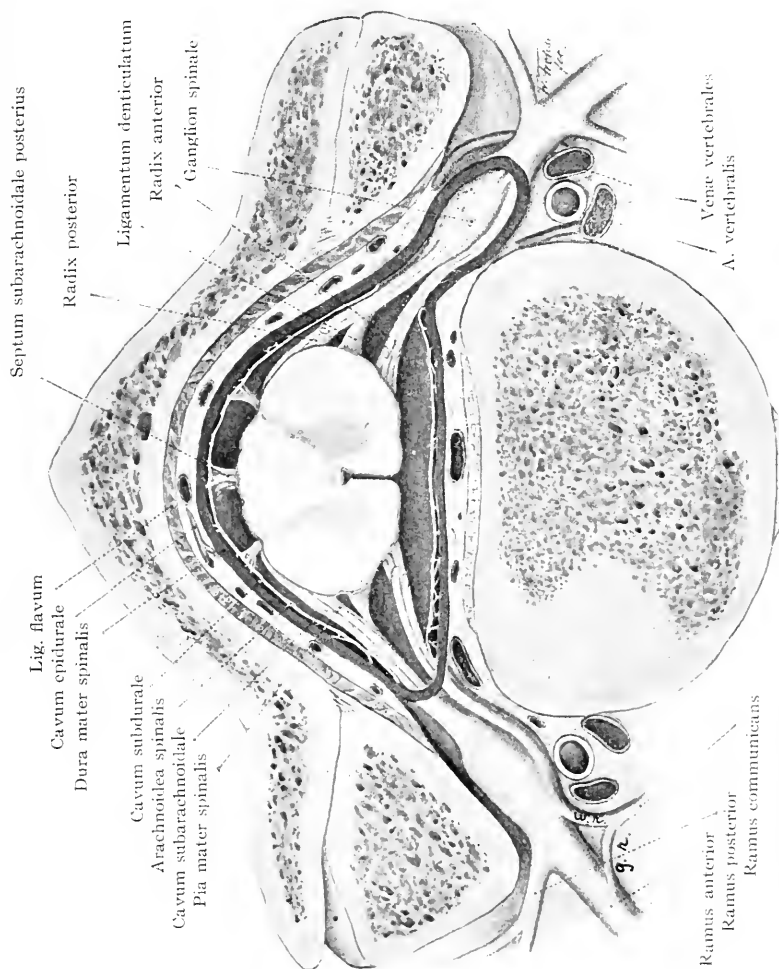 Septum subarachnoidale posterius
Lig. flavum
Cavum epidurale
Dura mater spinalis
Cavum subdurale
Arachnoidea spinalis
Cavum subarachnoidale
Pia mater spinalis
Radix posterior
Ligamentum denticulatum
Radix anterior
Ganglion spinale
w.r.
g.r.
Ramus anterior
Ramus posterior
Ramus communicans
Venæ vertebrales
A. vertebralis